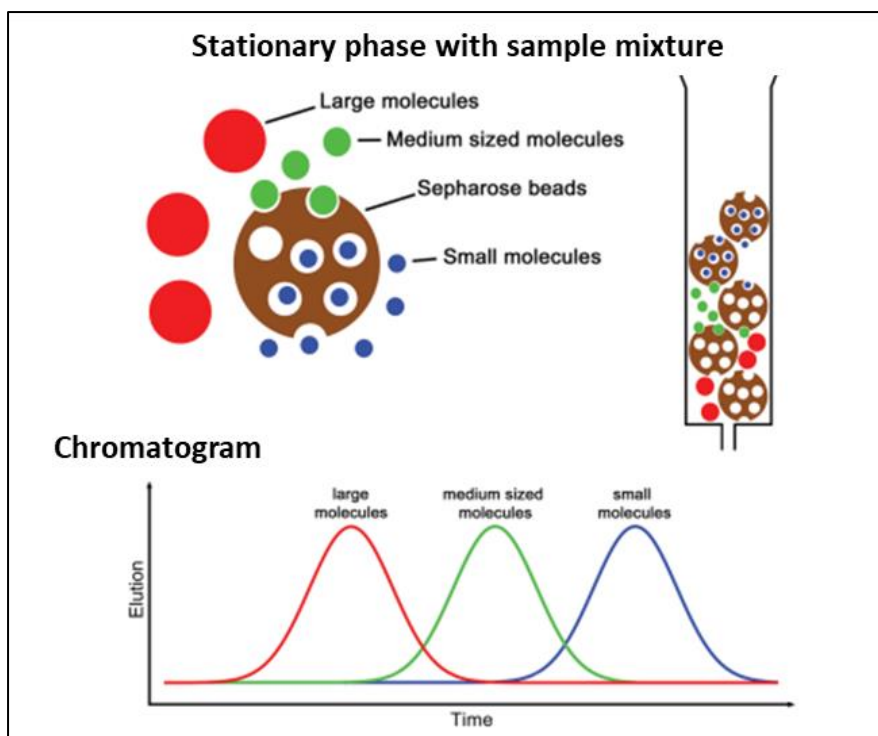 Stationary phase with sample mixture
Large molecules
Medium sized molecules
Sepharose beads
Small molecules
Chromatogram
large
molecules
medium sized
molecules
small
molecules
Elution
Time